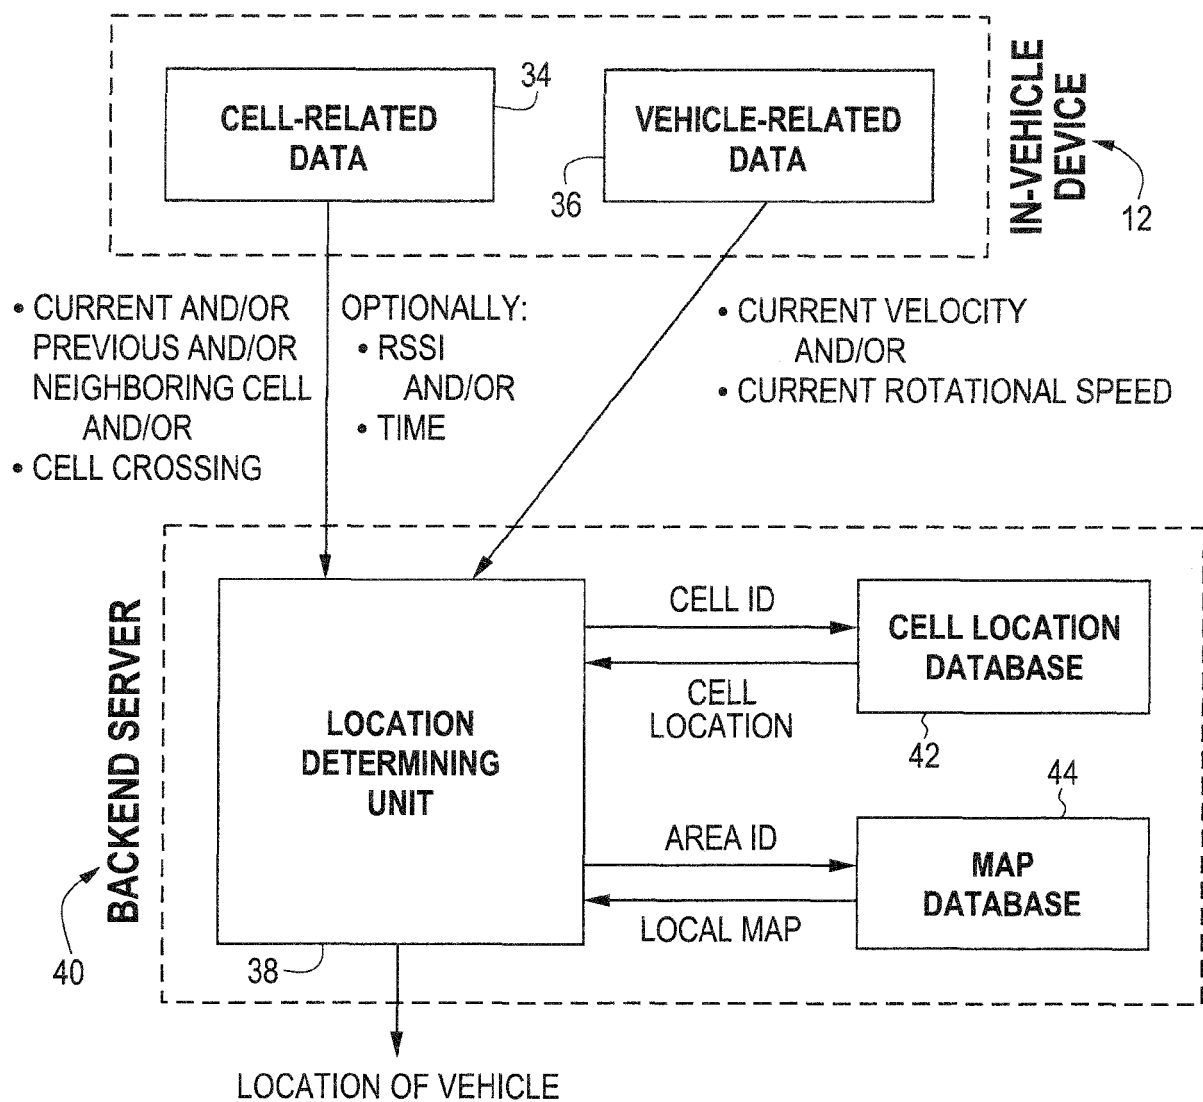 CELL-RELATED
DATA
34
VEHICLE-RELATED
DATA
36
IN-VEHICLE
DEVICE
12
• CURRENT AND/OR
PREVIOUS AND/OR
NEIGHBORING CELL
AND/OR
• CELL CROSSING
OPTIONALLY:
• RSSI
AND/OR
• TIME
• CURRENT VELOCITY
AND/OR
• CURRENT ROTATIONAL SPEED
BACKEND SERVER
40
LOCATION
DETERMINING
UNIT
38
CELL ID
CELL
LOCATION
CELL LOCATION
DATABASE
42
44
AREA ID
LOCAL MAP
MAP
DATABASE
LOCATION OF VEHICLE